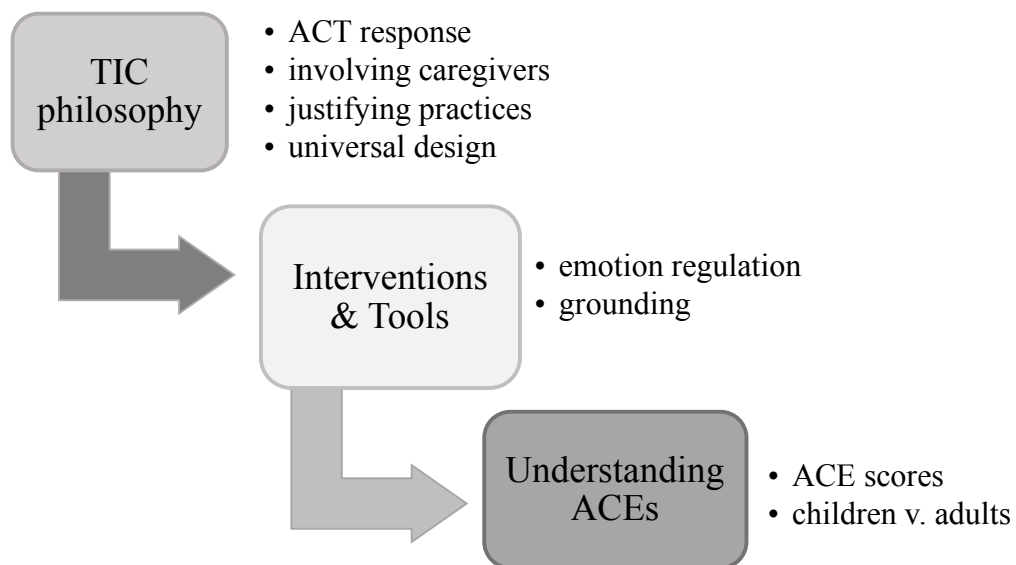 TIC
philosophy
• ACT response
• involving caregivers
• justifying practices
• universal design
Interventions
& Tools
• emotion regulation
• grounding
Understanding
ACEs
• ACE scores
• children v. adults